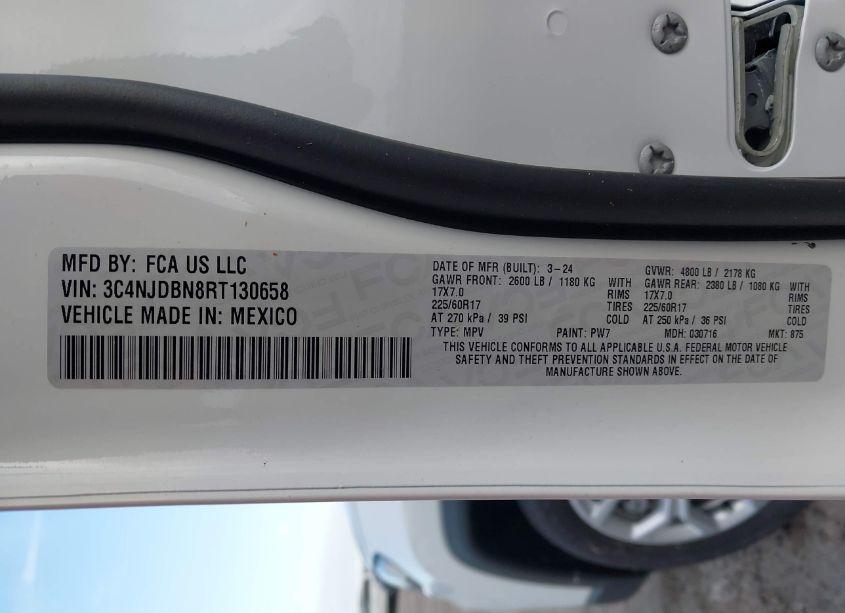 MFD BY: FCA US LLC
VIN: 3C4NJDBN8RT130658
VEHICLE MADE IN: MEXICO
DATE OF MFR (BUILT): 3-24
GAWR FRONT: 2600 LB / 1180 KG WITH
17X7.0 RIMS
225/60R17 TIRES
AT 270 kPa / 39 PSI COLD
TYPE: MPV PAINT: PW7
GVWR: 4800 LB / 2178 KG
GAWR REAR: 2380 LB / 1080 KG WITH
17X7.0 RIMS
225/60R17 TIRES
AT 250 kPa / 36 PSI COLD
MDH: 030716 MKT: 875
THIS VEHICLE CONFORMS TO ALL APPLICABLE U.S.A. FEDERAL MOTOR VEHICLE
SAFETY AND THEFT PREVENTION STANDARDS IN EFFECT ON THE DATE OF
MANUFACTURE SHOWN ABOVE.